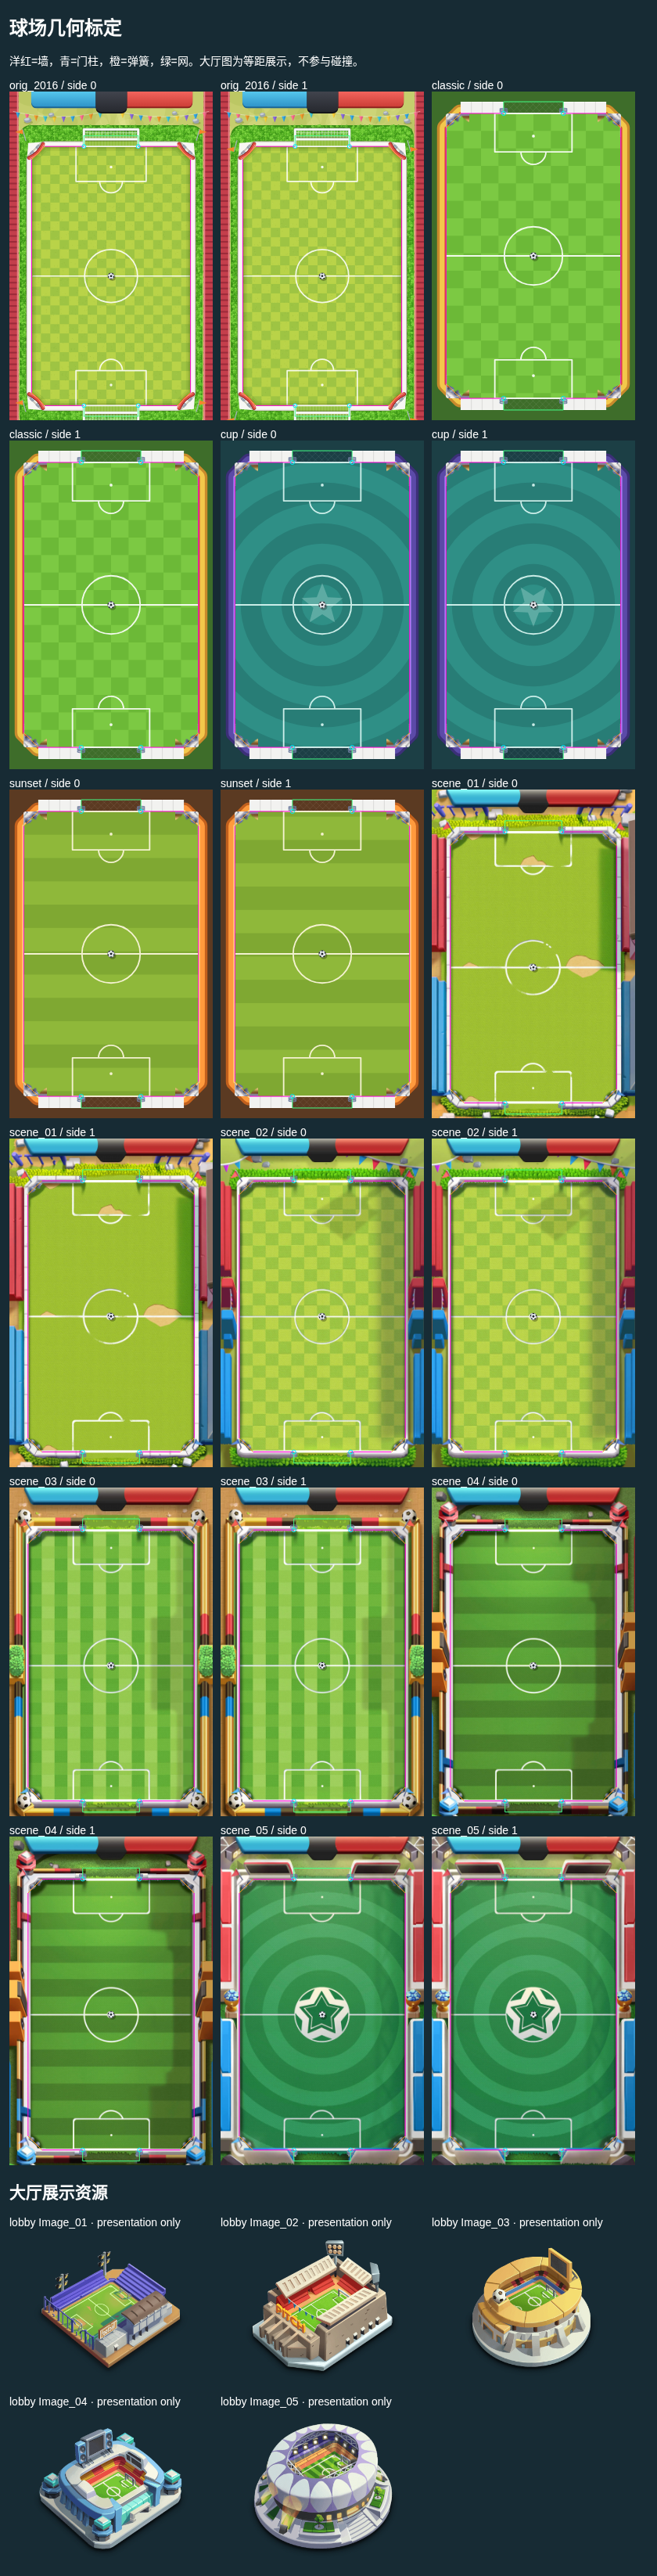 球场几何标定
洋红=墙，青=门柱，橙=弹簧，绿=网。大厅图为等距展示，不参与碰撞。
orig_2016 / side 0
orig_2016 / side 1
classic / side 0
classic / side 1
cup / side 0
cup / side 1
sunset / side 0
sunset / side 1
scene_01 / side 0
scene_01 / side 1
scene_02 / side 0
scene_02 / side 1
scene_03 / side 0
scene_03 / side 1
scene_04 / side 0
scene_04 / side 1
scene_05 / side 0
scene_05 / side 1
大厅展示资源
lobby Image_01 · presentation only
lobby Image_02 · presentation only
lobby Image_03 · presentation only
lobby Image_04 · presentation only
lobby Image_05 · presentation only